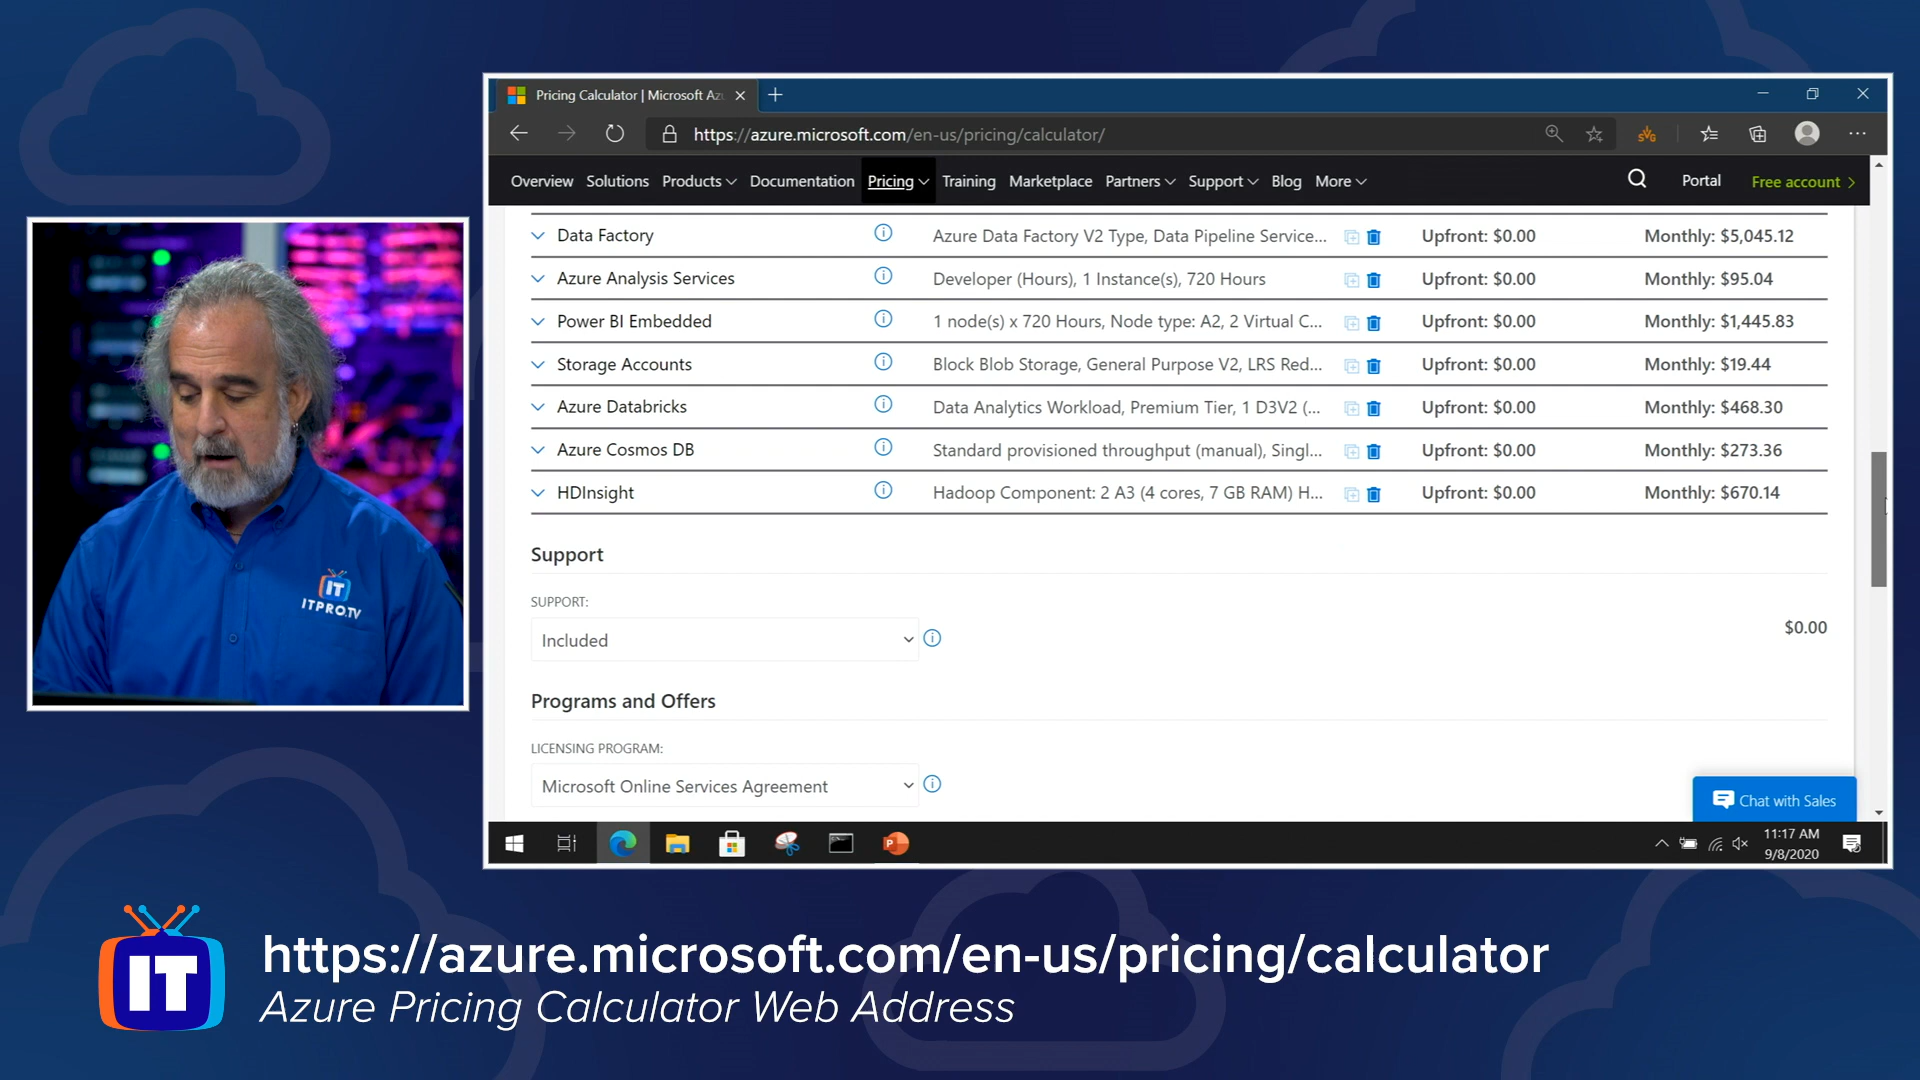 Pricing Calculator | Microsoft Az
https://azure.microsoft.com/en-us/pricing/calculator/
Overview Solutions Products Documentation Pricing Training Marketplace Partners Support Blog More Portal Free account
Data Factory Azure Data Factory V2 Type, Data Pipeline Service... Upfront: $0.00 Monthly: $5,045.12
Azure Analysis Services Developer (Hours), 1 Instance(s), 720 Hours Upfront: $0.00 Monthly: $95.04
Power BI Embedded 1 node(s) x 720 Hours, Node type: A2, 2 Virtual C... Upfront: $0.00 Monthly: $1,445.83
Storage Accounts Block Blob Storage, General Purpose V2, LRS Red... Upfront: $0.00 Monthly: $19.44
Azure Databricks Data Analytics Workload, Premium Tier, 1 D3V2 (... Upfront: $0.00 Monthly: $468.30
Azure Cosmos DB Standard provisioned throughput (manual), Singl... Upfront: $0.00 Monthly: $273.36
HDInsight Hadoop Component: 2 A3 (4 cores, 7 GB RAM) H... Upfront: $0.00 Monthly: $670.14
Support
SUPPORT:
Included
$0.00
Programs and Offers
LICENSING PROGRAM:
Microsoft Online Services Agreement
Chat with Sales
11:17 AM
9/8/2020
IT
ITPRO.TV
IT
https://azure.microsoft.com/en-us/pricing/calculator
Azure Pricing Calculator Web Address